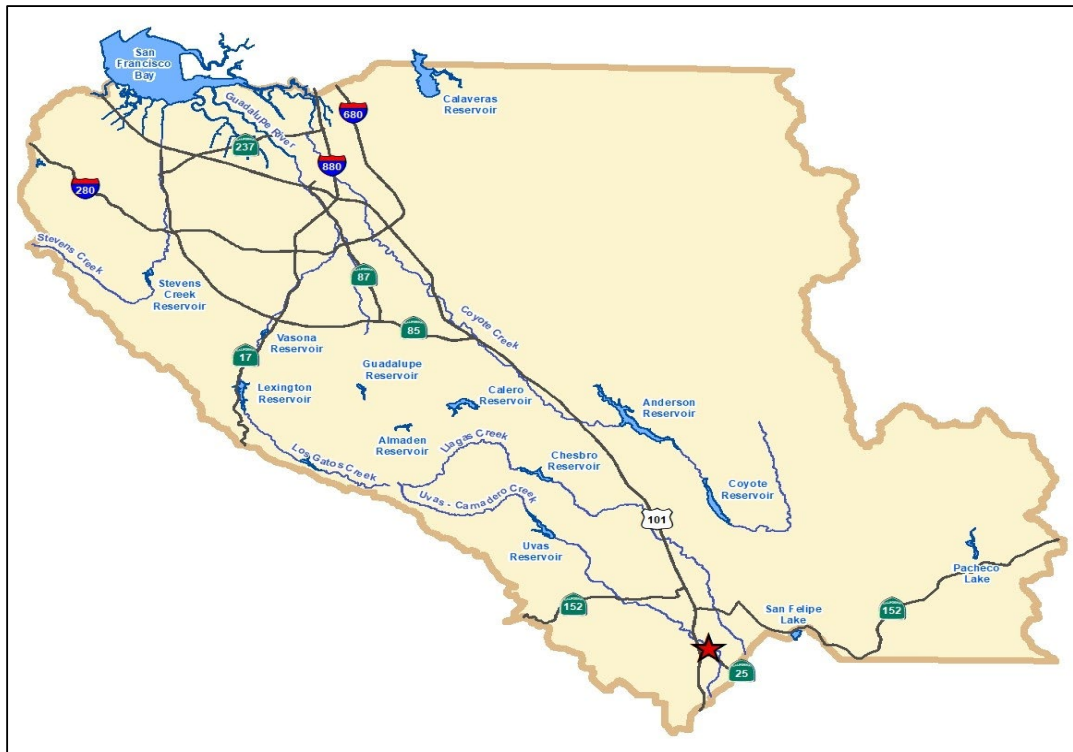 San
Francisco
Bay
Calaveras
Reservoir
Guadalupe River
680
237
880
280
Stevens Creek
Stevens
Creek
Reservoir
87
Coyote Creek
85
Vasona
Reservoir
17
Guadalupe
Reservoir
Lexington
Reservoir
Calero
Reservoir
Anderson
Reservoir
Almaden
Reservoir
Llagas Creek
Los Gatos Creek
Chesbro
Reservoir
Uvas - Carnadero Creek
Coyote
Reservoir
101
Uvas
Reservoir
Pacheco
Lake
152
San Felipe
Lake
152
25